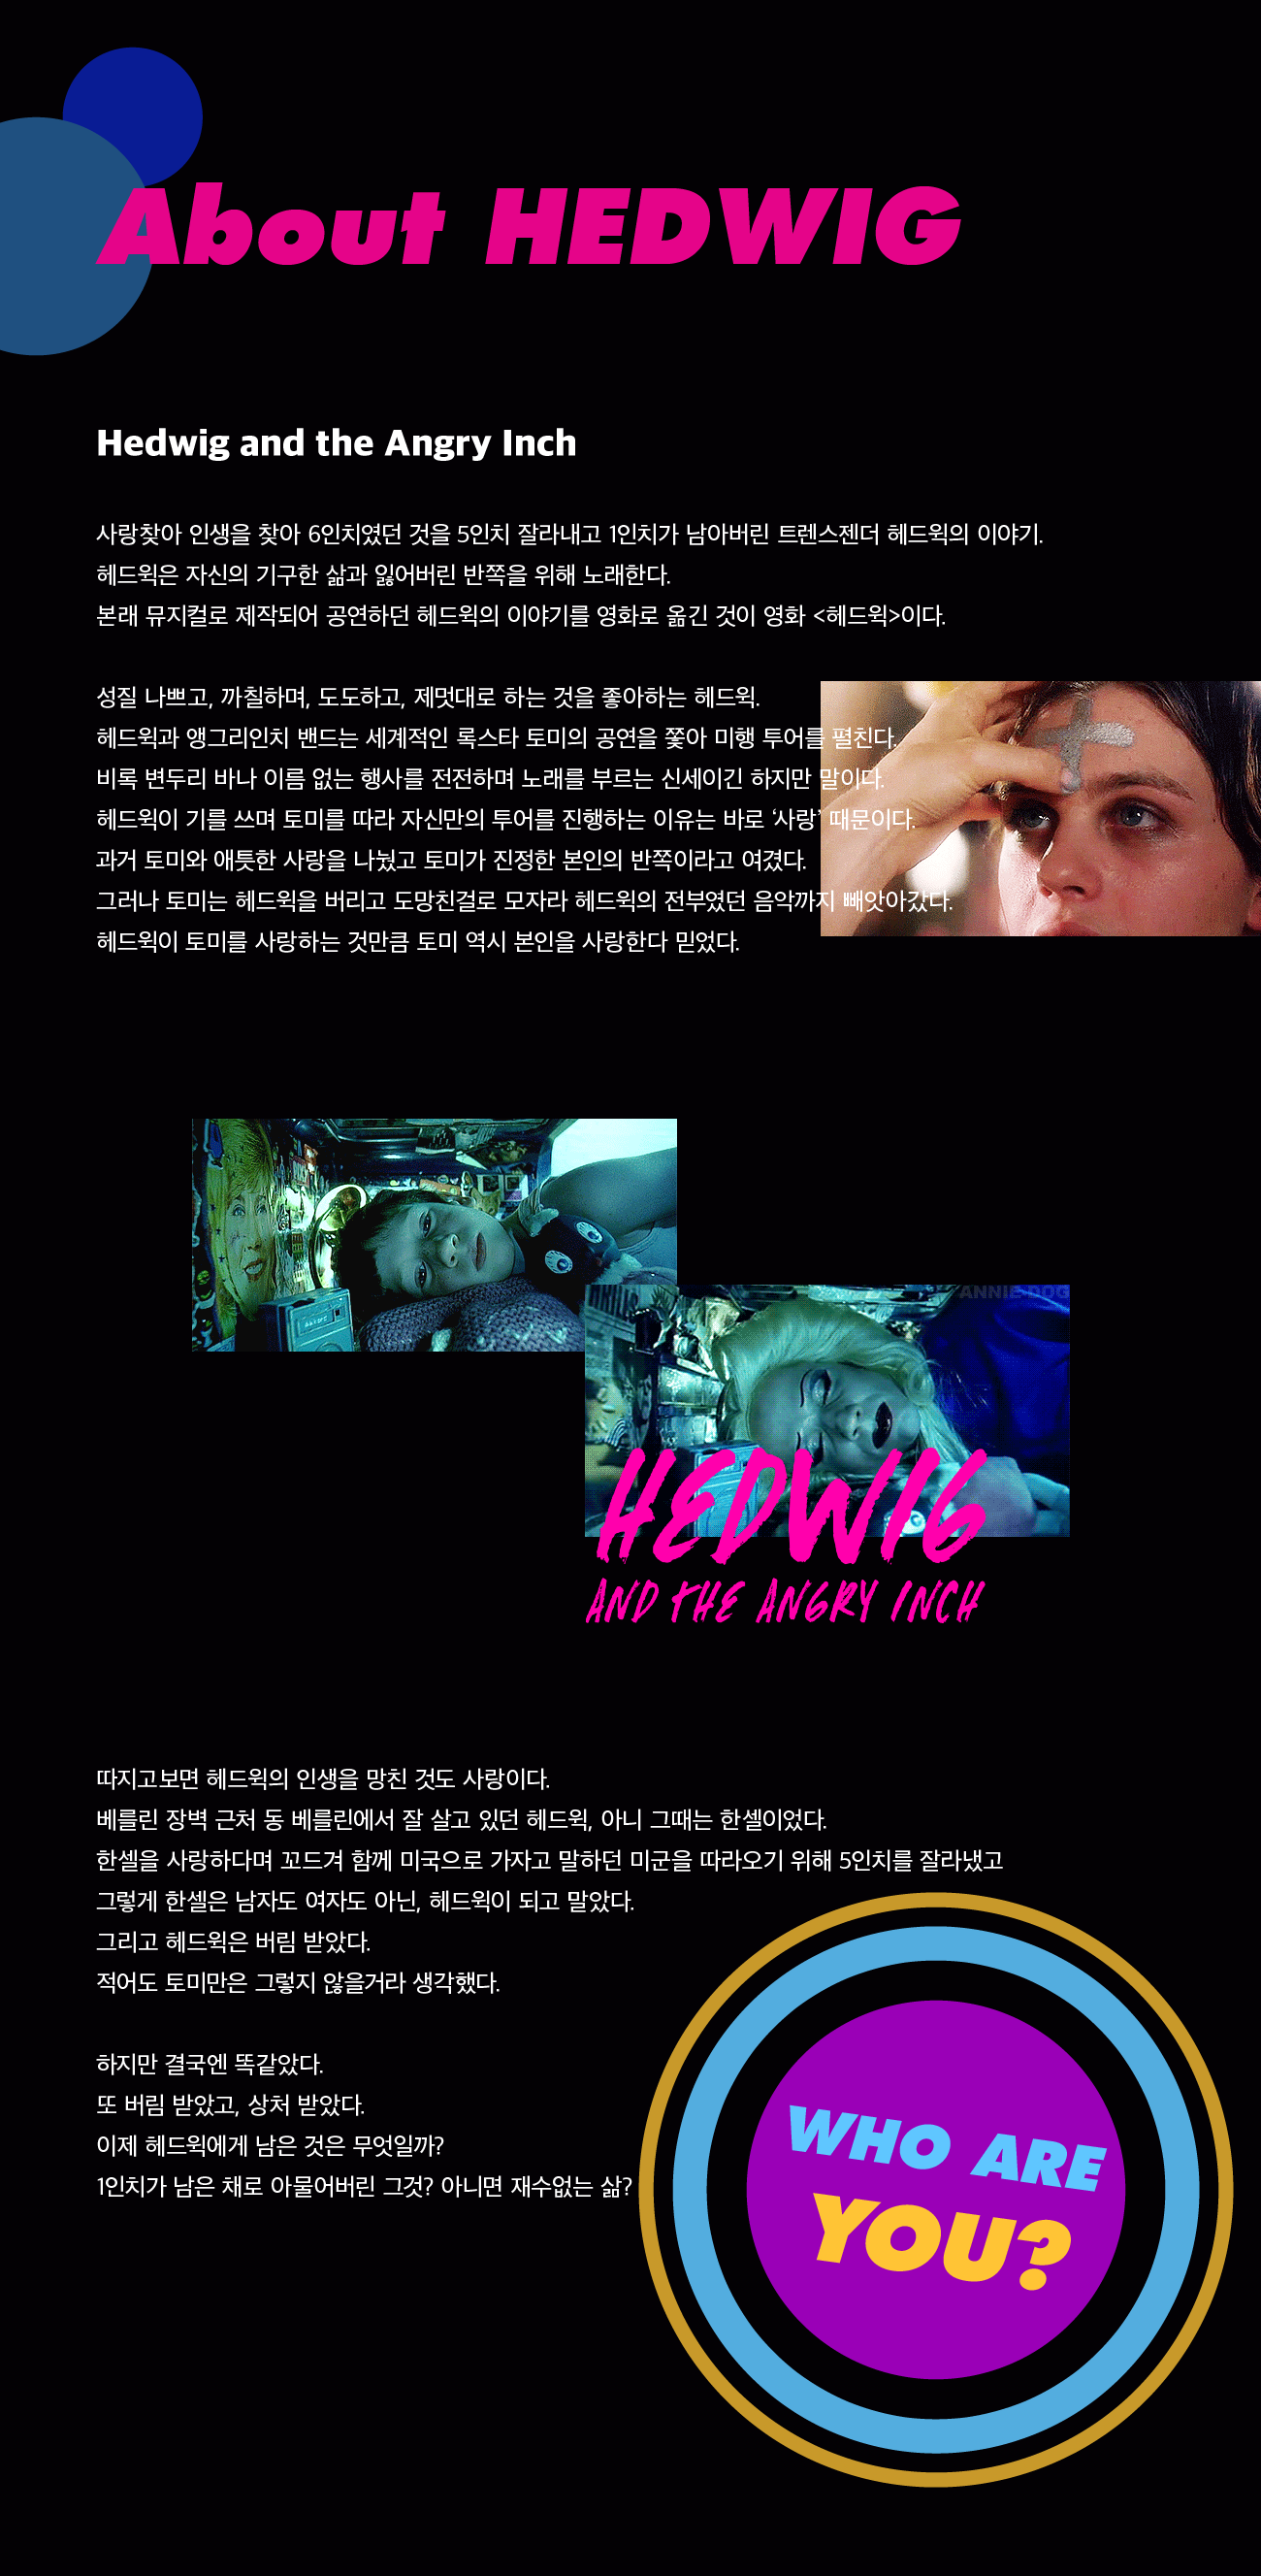 About HEDWIG
Hedwig and the Angry Inch
사랑찾아 인생을 찾아 6인치였던 것을 5인치 잘라내고 1인치가 남아버린 트렌스젠더 헤드윅의 이야기.
헤드윅은 자신의 기구한 삶과 잃어버린 반쪽을 위해 노래한다.
본래 뮤지컬로 제작되어 공연하던 헤드윅의 이야기를 영화로 옮긴 것이 영화 <헤드윅>이다.
성질 나쁘고, 까칠하며, 도도하고, 제멋대로 하는 것을 좋아하는 헤드윅.
헤드윅과 앵그리인치 밴드는 세계적인 록스타 토미의 공연을 쫓아 미행 투어를 펼친다.
비록 변두리 바나 이름 없는 행사를 전전하며 노래를 부르는 신세이긴 하지만 말이다.
헤드윅이 기를 쓰며 토미를 따라 자신만의 투어를 진행하는 이유는 바로 ‘사랑’ 때문이다.
과거 토미와 애틋한 사랑을 나눴고 토미가 진정한 본인의 반쪽이라고 여겼다.
그러나 토미는 헤드윅을 버리고 도망친걸로 모자라 헤드윅의 전부였던 음악까지 빼앗아갔다.
헤드윅이 토미를 사랑하는 것만큼 토미 역시 본인을 사랑한다 믿었다.
ANNIE-DOG
HEDWIG
AND THE ANGRY INCH
따지고보면 헤드윅의 인생을 망친 것도 사랑이다.
베를린 장벽 근처 동 베를린에서 잘 살고 있던 헤드윅, 아니 그때는 한셀이었다.
한셀을 사랑하다며 꼬드겨 함께 미국으로 가자고 말하던 미군을 따라오기 위해 5인치를 잘라냈고
그렇게 한셀은 남자도 여자도 아닌, 헤드윅이 되고 말았다.
그리고 헤드윅은 버림 받았다.
적어도 토미만은 그렇지 않을거라 생각했다.
하지만 결국엔 똑같았다.
또 버림 받았고, 상처 받았다.
이제 헤드윅에게 남은 것은 무엇일까?
1인치가 남은 채로 아물어버린 그것? 아니면 재수없는 삶?
WHO ARE
YOU?